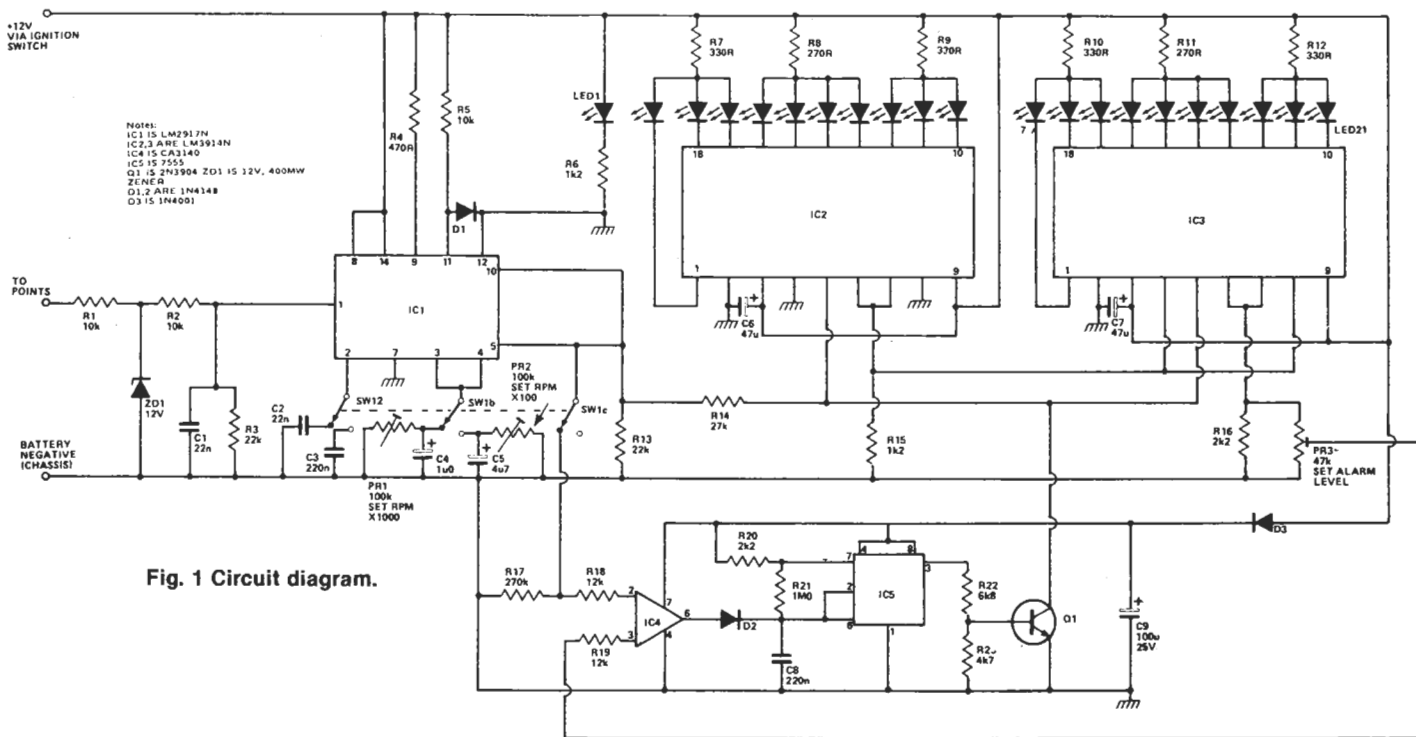 +12V
VIA IGNITION
SWITCH
Notes:
IC1 IS LM2917N
IC2,3 ARE LM3914N
IC4 IS CA3140
IC5 IS 7555
Q1 IS 2N3904 ZD1 IS 12V, 400MW
ZENER
D1,2 ARE 1N4148
D3 IS 1N4001
R4
470R
R5
10k
LED1
R6
1k2
D1
R7
330R
R8
270R
R9
330R
R10
330R
R11
270R
R12
330R
7
LED21
18
10
IC2
1
9
18
10
IC3
1
9
C6
47u
+
C7
47u
+
8
14
9
11
12
10
1
IC1
5
2
7
3
4
TO
POINTS
R1
10k
R2
10k
ZD1
12V
C1
22n
R3
22k
C2
22n
C3
220n
SW12
SW1b
SW1c
PR2
100k
SET RPM
X100
PR1
100k
SET RPM
X1000
C4
1u0
+
C5
4u7
+
R13
22k
R14
27k
R15
1k2
R16
2k2
PR3
47k
SET ALARM
LEVEL
BATTERY
NEGATIVE
(CHASSIS)
Fig. 1 Circuit diagram.
R17
270k
R18
12k
R19
12k
2
3
IC4
7
4
6
D2
R20
2k2
R21
1M0
C8
220n
4
8
7
2
6
IC5
3
1
R22
6k8
4k7
Q1
C9
100u
25V
+
D3